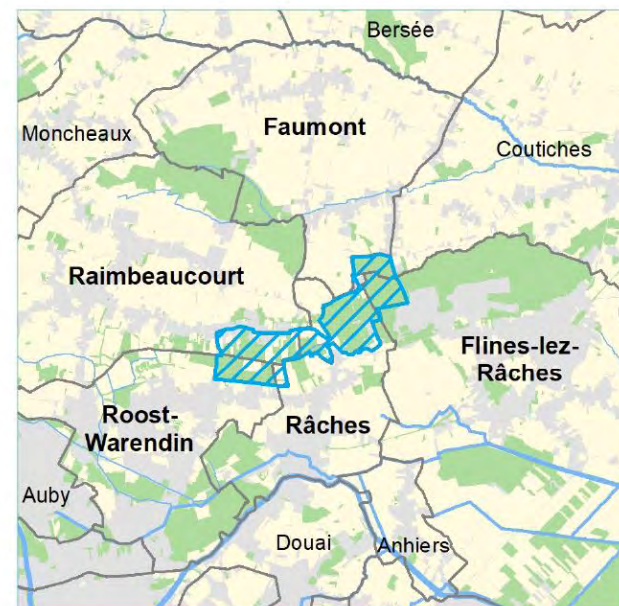 Bersée
Moncheaux
Faumont
Coutiches
Raimbeaucourt
Flines-lez-
Râches
Roost-
Warendin
Râches
Auby
Douai
Anhiers